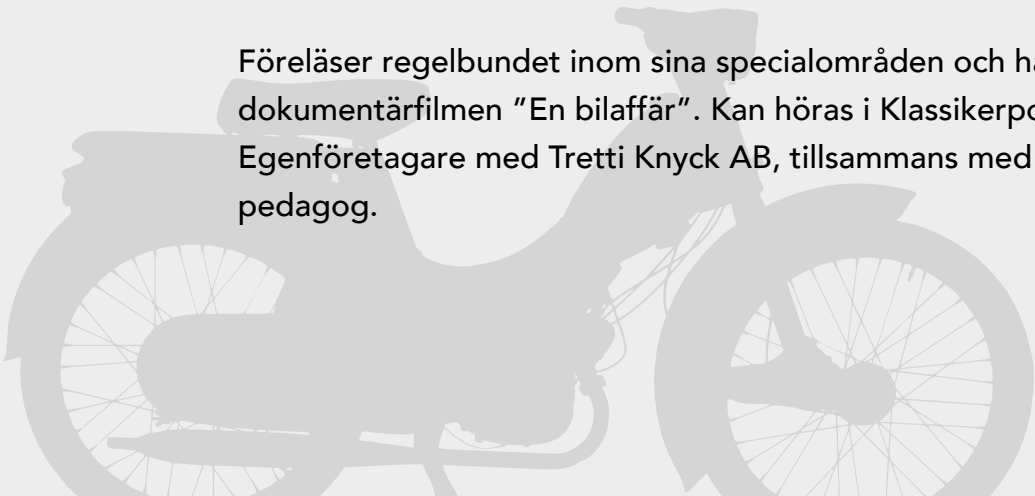 Föreläser regelbundet inom sina specialområden och
dokumentärfilmen ”En bilaffär”. Kan höras i
Egenföretagare med Tretti Knyck AB, tillsammans med
pedagog.